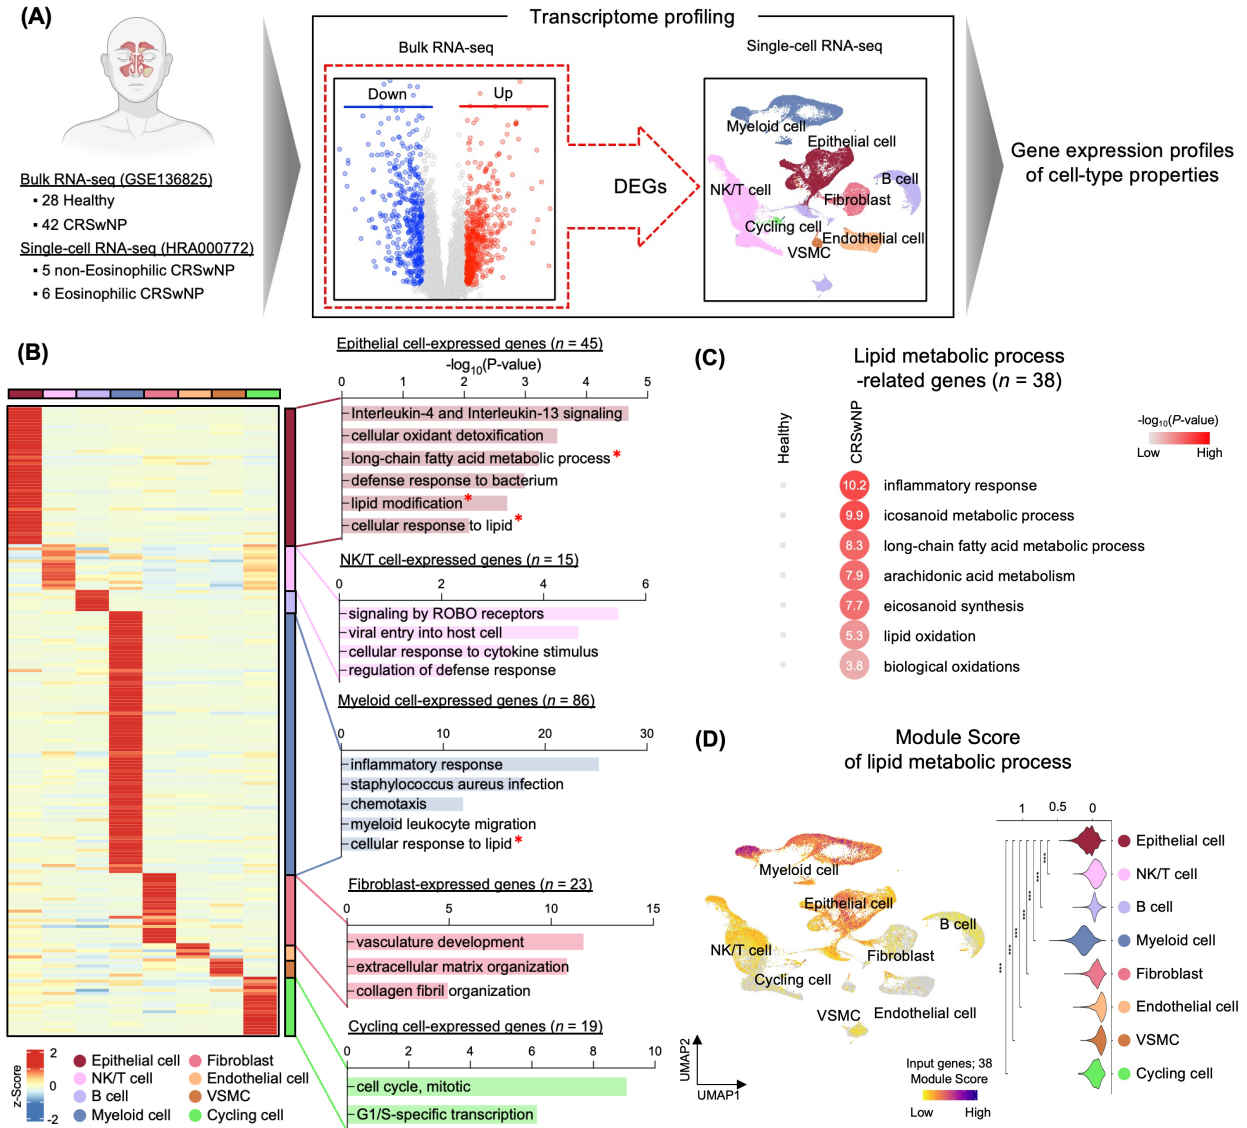 (A)
Transcriptome profiling
Bulk RNA-seq
Single-cell RNA-seq
Down
Up
DEGs
Myeloid cell
Epithelial cell
NK/T cell
B cell
Fibroblast
Cycling cell
Endothelial cell
VSMC
Gene expression profiles
of cell-type properties
Bulk RNA-seq (GSE136825)
▪ 28 Healthy
▪ 42 CRSwNP
Single-cell RNA-seq (HRA000772)
▪ 5 non-Eosinophilic CRSwNP
▪ 6 Eosinophilic CRSwNP
(B)
Epithelial cell-expressed genes (n = 45)
-log10(P-value)
0 1 2 3 4 5
Interleukin-4 and Interleukin-13 signaling
cellular oxidant detoxification
long-chain fatty acid metabolic process *
defense response to bacterium
lipid modification *
cellular response to lipid *
NK/T cell-expressed genes (n = 15)
0 2 4 6
signaling by ROBO receptors
viral entry into host cell
cellular response to cytokine stimulus
regulation of defense response
Myeloid cell-expressed genes (n = 86)
0 10 20 30
inflammatory response
staphylococcus aureus infection
chemotaxis
myeloid leukocyte migration
cellular response to lipid *
Fibroblast-expressed genes (n = 23)
0 5 10 15
vasculature development
extracellular matrix organization
collagen fibril organization
Cycling cell-expressed genes (n = 19)
0 2 4 6 8 10
cell cycle, mitotic
G1/S-specific transcription
z-Score
2
0
-2
Epithelial cell
NK/T cell
B cell
Myeloid cell
Fibroblast
Endothelial cell
VSMC
Cycling cell
(C)
Lipid metabolic process
-related genes (n = 38)
Healthy
CRSwNP
-log10(P-value)
Low High
10.2 inflammatory response
9.9 icosanoid metabolic process
8.3 long-chain fatty acid metabolic process
7.9 arachidonic acid metabolism
7.7 eicosanoid synthesis
5.3 lipid oxidation
3.8 biological oxidations
(D)
Module Score
of lipid metabolic process
Myeloid cell
Epithelial cell
B cell
NK/T cell
Fibroblast
Cycling cell
Endothelial cell
VSMC
UMAP2
UMAP1
Input genes; 38
Module Score
Low High
1 0.5 0
Epithelial cell
NK/T cell
B cell
Myeloid cell
Fibroblast
Endothelial cell
VSMC
Cycling cell
***
***
***
***
***
***
***